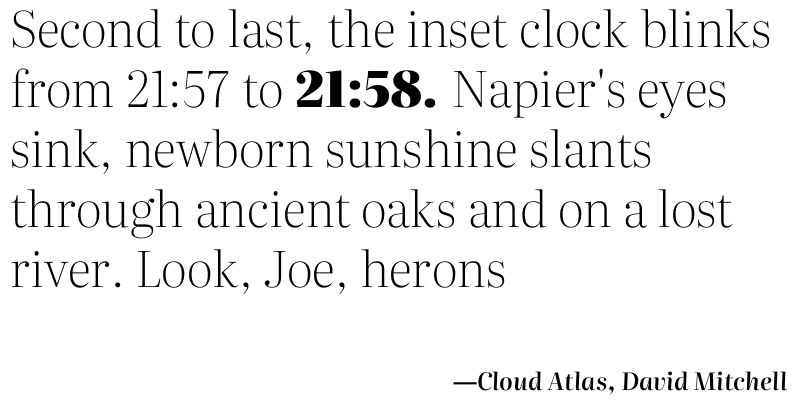 Second to last, the inset clock blinks
from 21:57 to 21:58. Napier's eyes
sink, newborn sunshine slants
through ancient oaks and on a lost
river. Look, Joe, herons
—Cloud Atlas, David Mitchell